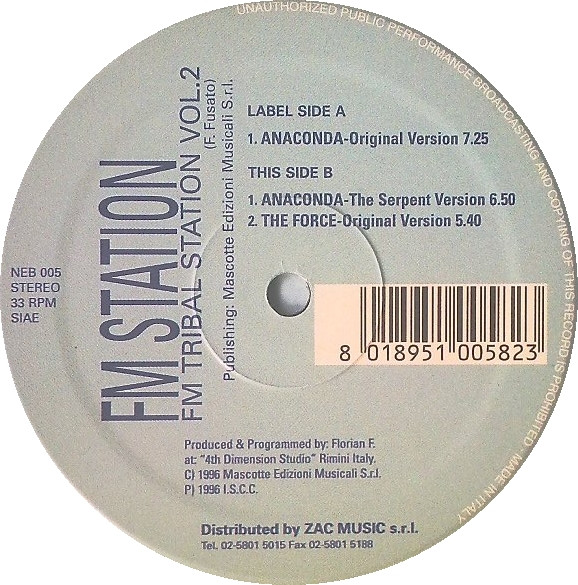 UNAUTHORIZED PUBLIC PERFORMANCE BROADCASTING AND COPYING OF THIS RECORD IS PROHIBITED - MADE IN ITALY
FM STATION
FM TRIBAL STATION VOL.2
(F. Fusato)
Publishing: Mascotte Edizioni Musicali S.r.l.
LABEL SIDE A
1. ANACONDA-Original Version 7.25
THIS SIDE B
1. ANACONDA-The Serpent Version 6.50
2. THE FORCE-Original Version 5.40
NEB 005
STEREO
33 RPM
SIAE
8 018951 005823
Produced & Programmed by: Florian F.
at: "4th Dimension Studio" Rimini Italy.
C) 1996 Mascotte Edizioni Musicali S.r.l.
P) 1996 I.S.C.C.
Distributed by ZAC MUSIC s.r.l.
Tel. 02-5801 5015 Fax 02-5801 5188